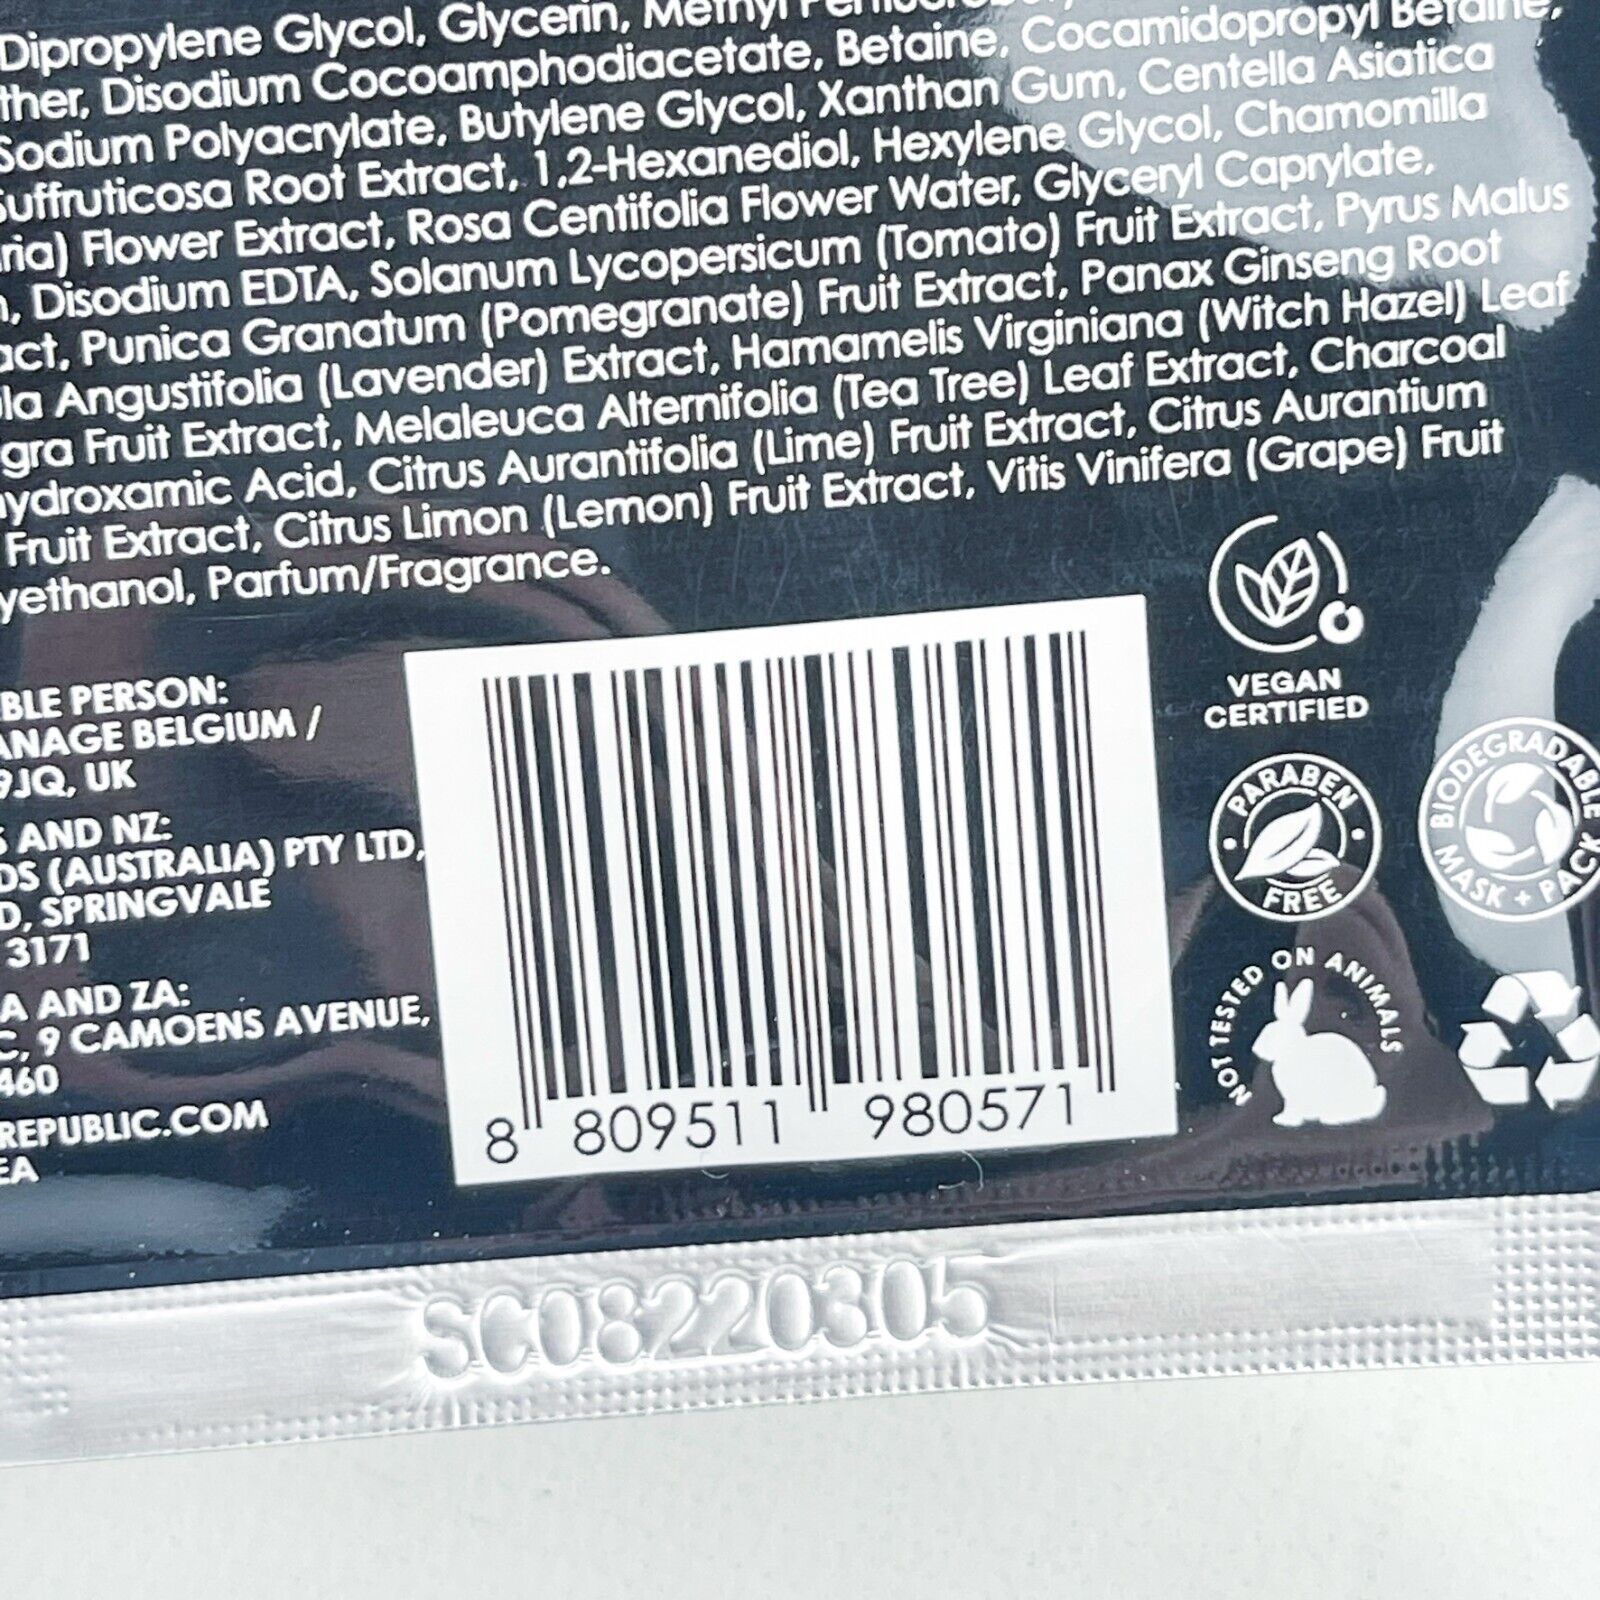 Dipropylene Glycol, Glycerin, Methyl
ther, Disodium Cocoamphodiacetate, Betaine, Cocamidopropyl Betaine,
Sodium Polyacrylate, Butylene Glycol, Xanthan Gum, Centella Asiatica
Suffruticosa Root Extract, 1,2-Hexanediol, Hexylene Glycol, Chamomilla
ria) Flower Extract, Rosa Centifolia Flower Water, Glyceryl Caprylate,
, Disodium EDTA, Solanum Lycopersicum (Tomato) Fruit Extract, Pyrus Malus
act, Punica Granatum (Pomegranate) Fruit Extract, Panax Ginseng Root
la Angustifolia (Lavender) Extract, Hamamelis Virginiana (Witch Hazel) Leaf
gra Fruit Extract, Melaleuca Alternifolia (Tea Tree) Leaf Extract, Charcoal
ydroxamic Acid, Citrus Aurantifolia (Lime) Fruit Extract, Citrus Aurantium
Fruit Extract, Citrus Limon (Lemon) Fruit Extract, Vitis Vinifera (Grape) Fruit
yethanol, Parfum/Fragrance.
BLE PERSON:
ANAGE BELGIUM /
9JQ, UK
S AND NZ:
DS (AUSTRALIA) PTY LTD,
D, SPRINGVALE
3171
A AND ZA:
C, 9 CAMOENS AVENUE,
460
REPUBLIC.COM
EA
8 809511 980571
VEGAN
CERTIFIED
PARABEN
FREE
BIODEGRADABLE
MASK + PACK
NOT TESTED ON ANIMALS
SC08220305